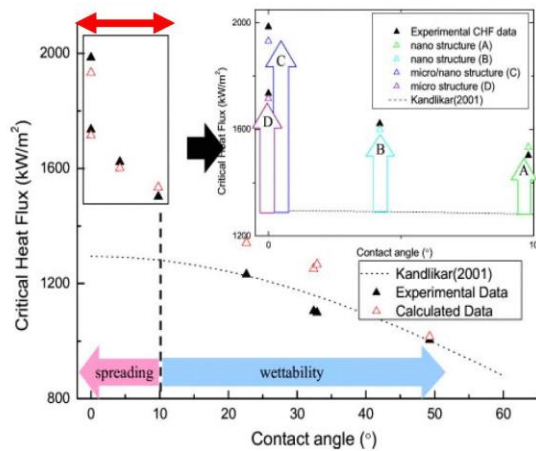 2000
1600
1200
800
Critical Heat Flux (kW/m²)
0
10
20
30
40
50
60
Contact angle (°)
spreading
wettability
Kandlikar(2001)
Experimental Data
Calculated Data
2000
1600
1200
Critical Heat Flux (kW/m²)
0
10
Contact angle (°)
Experimental CHF data
nano structure (A)
nano structure (B)
micro/nano structure (C)
micro structure (D)
Kandlikar(2001)
C
D
B
A